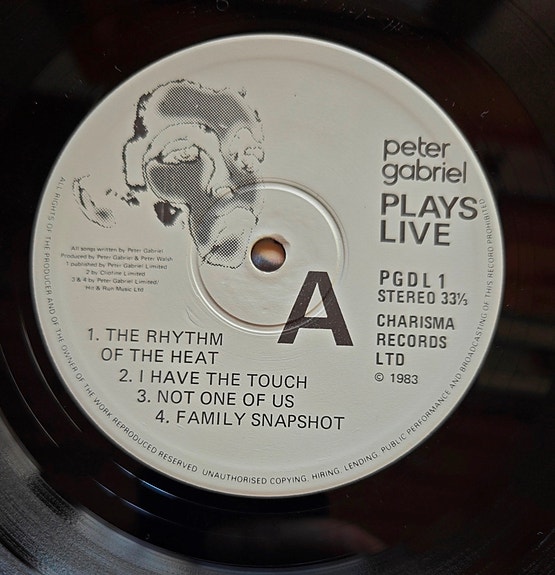 peter
gabriel
PLAYS
LIVE
PGDL1
STEREO 33⅓
CHARISMA
RECORDS
LTD
© 1983
All songs written by Peter Gabriel
Produced by Peter Gabriel & Peter Walsh
1 published by Peter Gabriel Limited
2 by Cliofine Limited
3 & 4 by Peter Gabriel Limited/
Hit & Run Music Ltd
A
1. THE RHYTHM
OF THE HEAT
2. I HAVE THE TOUCH
3. NOT ONE OF US
4. FAMILY SNAPSHOT
ALL RIGHTS OF THE PRODUCER AND OF THE OWNER OF THE WORK REPRODUCED RESERVED UNAUTHORISED COPYING, HIRING, LENDING, PUBLIC PERFORMANCE AND BROADCASTING OF THIS RECORD PROHIBITED